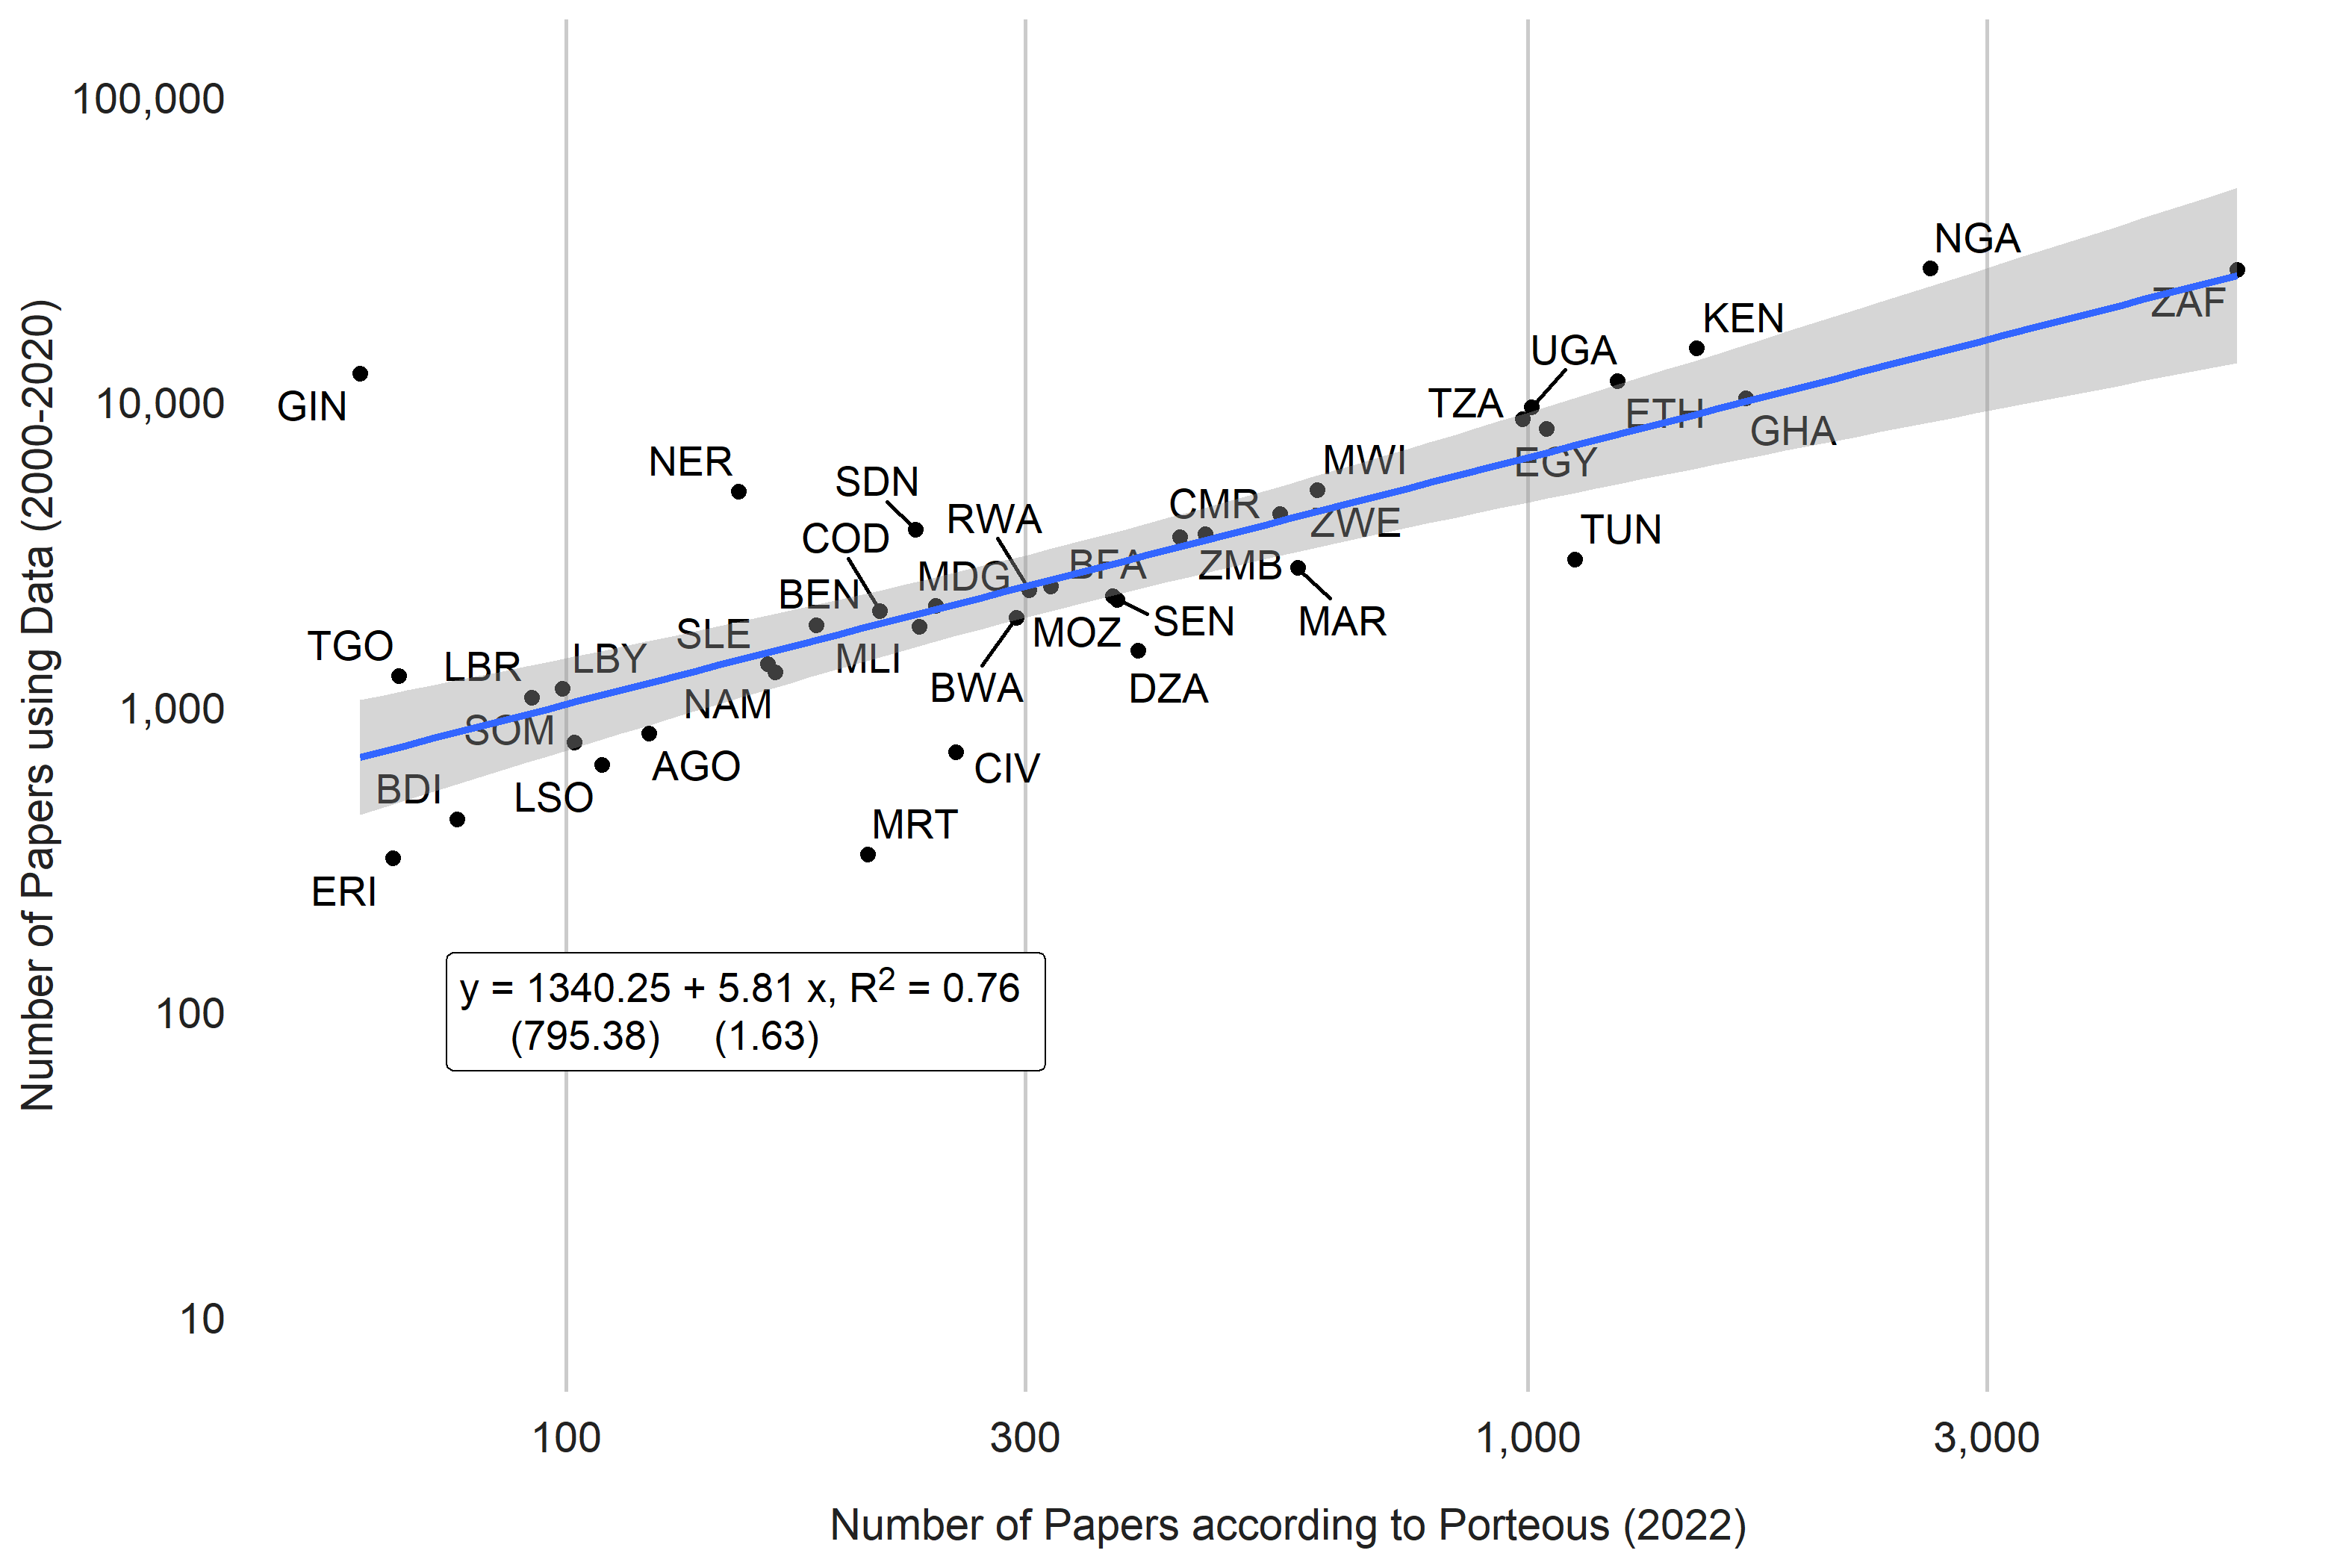 100,000
10,000
1,000
100
10
Number of Papers using Data (2000-2020)
NGA
ZAF
KEN
UGA
GIN
TZA
ETH
GHA
NER
MWI
EGY
SDN
RWA
CMR
ZWE
TUN
COD
BFA
ZMB
MDG
BEN
SEN
MAR
SLE
MOZ
TGO
LBR
LBY
MLI
BWA
DZA
NAM
SOM
AGO
CIV
BDI
LSO
MRT
ERI
y = 1340.25 + 5.81 x, R² = 0.76
(795.38) (1.63)
100 300 1,000 3,000
Number of Papers according to Porteous (2022)